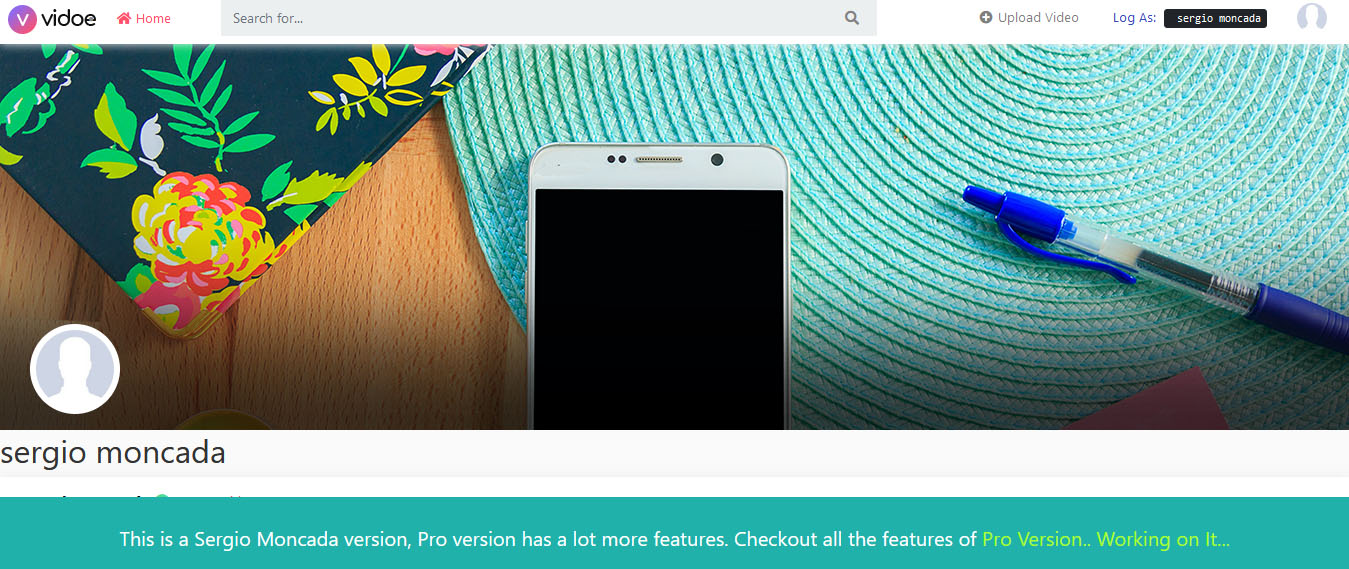 vidoe Home Search for... Upload Video Log As: sergio moncada
sergio moncada
This is a Sergio Moncada version, Pro version has a lot more features. Checkout all the features of Pro Version.. Working on It...